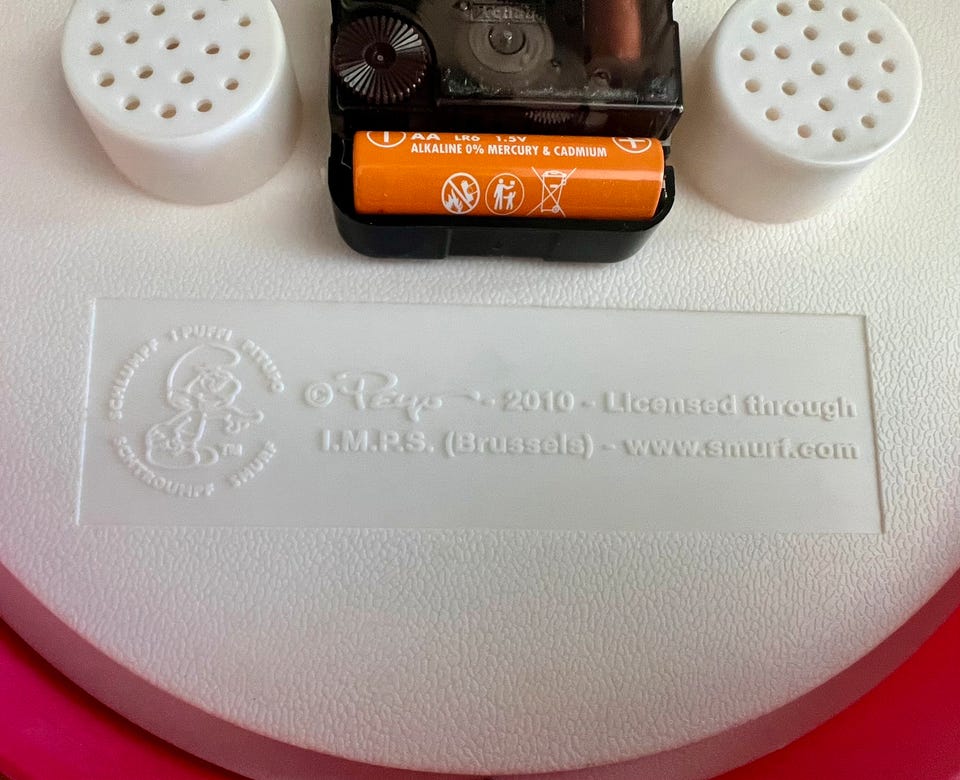 AA LR6 1.5V
ALKALINE 0% MERCURY & CADMIUM
SCHLUMPF I PUFFI PITUFO
© Peyo - 2010 - Licensed through
I.M.P.S. (Brussels) - www.smurf.com
TM
SCHTROUMPF SMURF